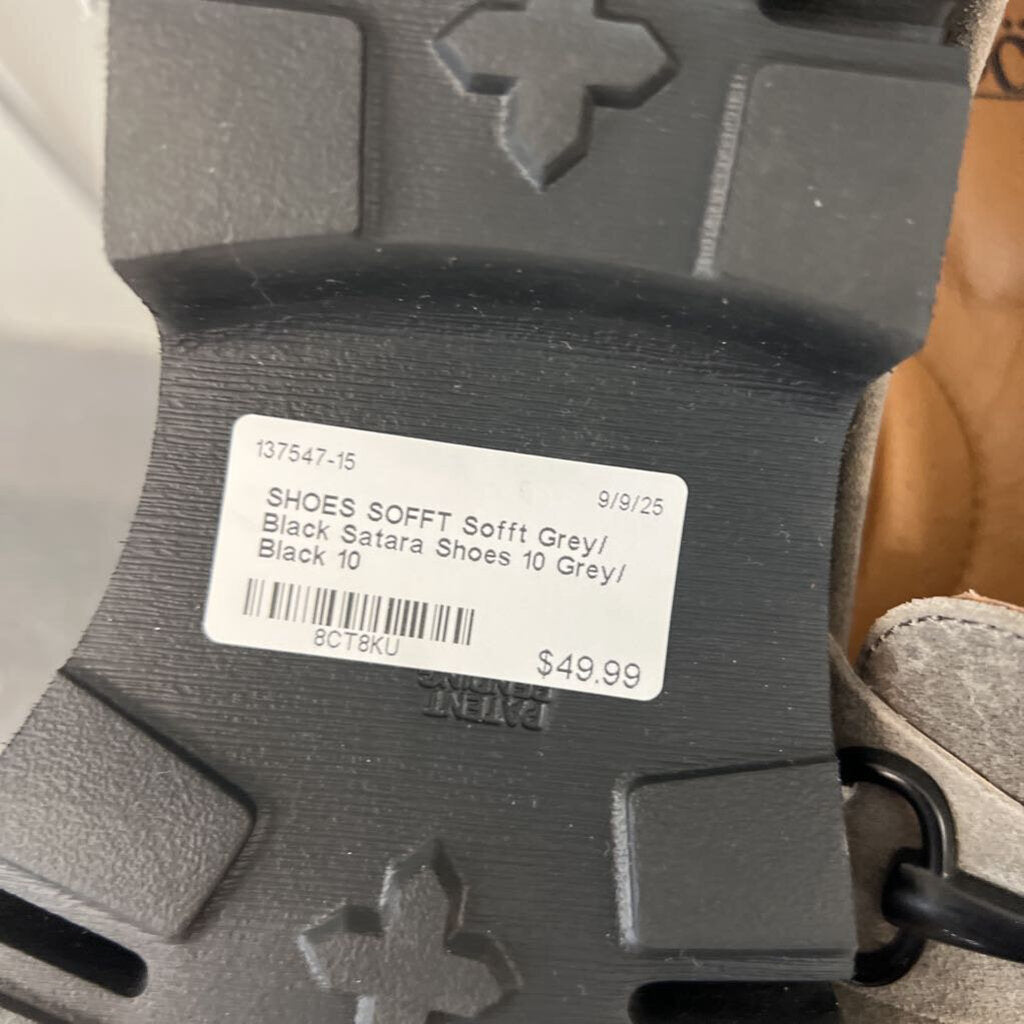 137547-15
9/9/25
SHOES SOFFT Sofft Grey/
Black Satara Shoes 10 Grey/
Black 10
8CT8KU
$49.99
PATENT
PENDING